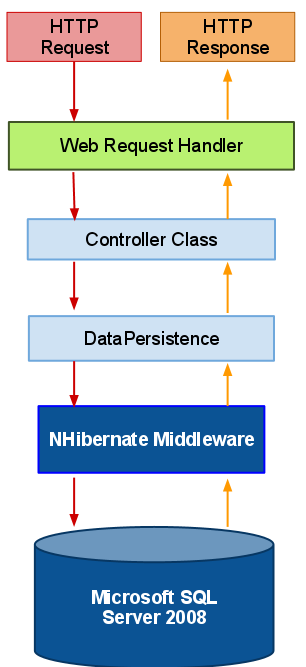 HTTP
Request
HTTP
Response
Web Request Handler
Controller Class
DataPersistence
NHibernate Middleware
Microsoft SQL
Server 2008